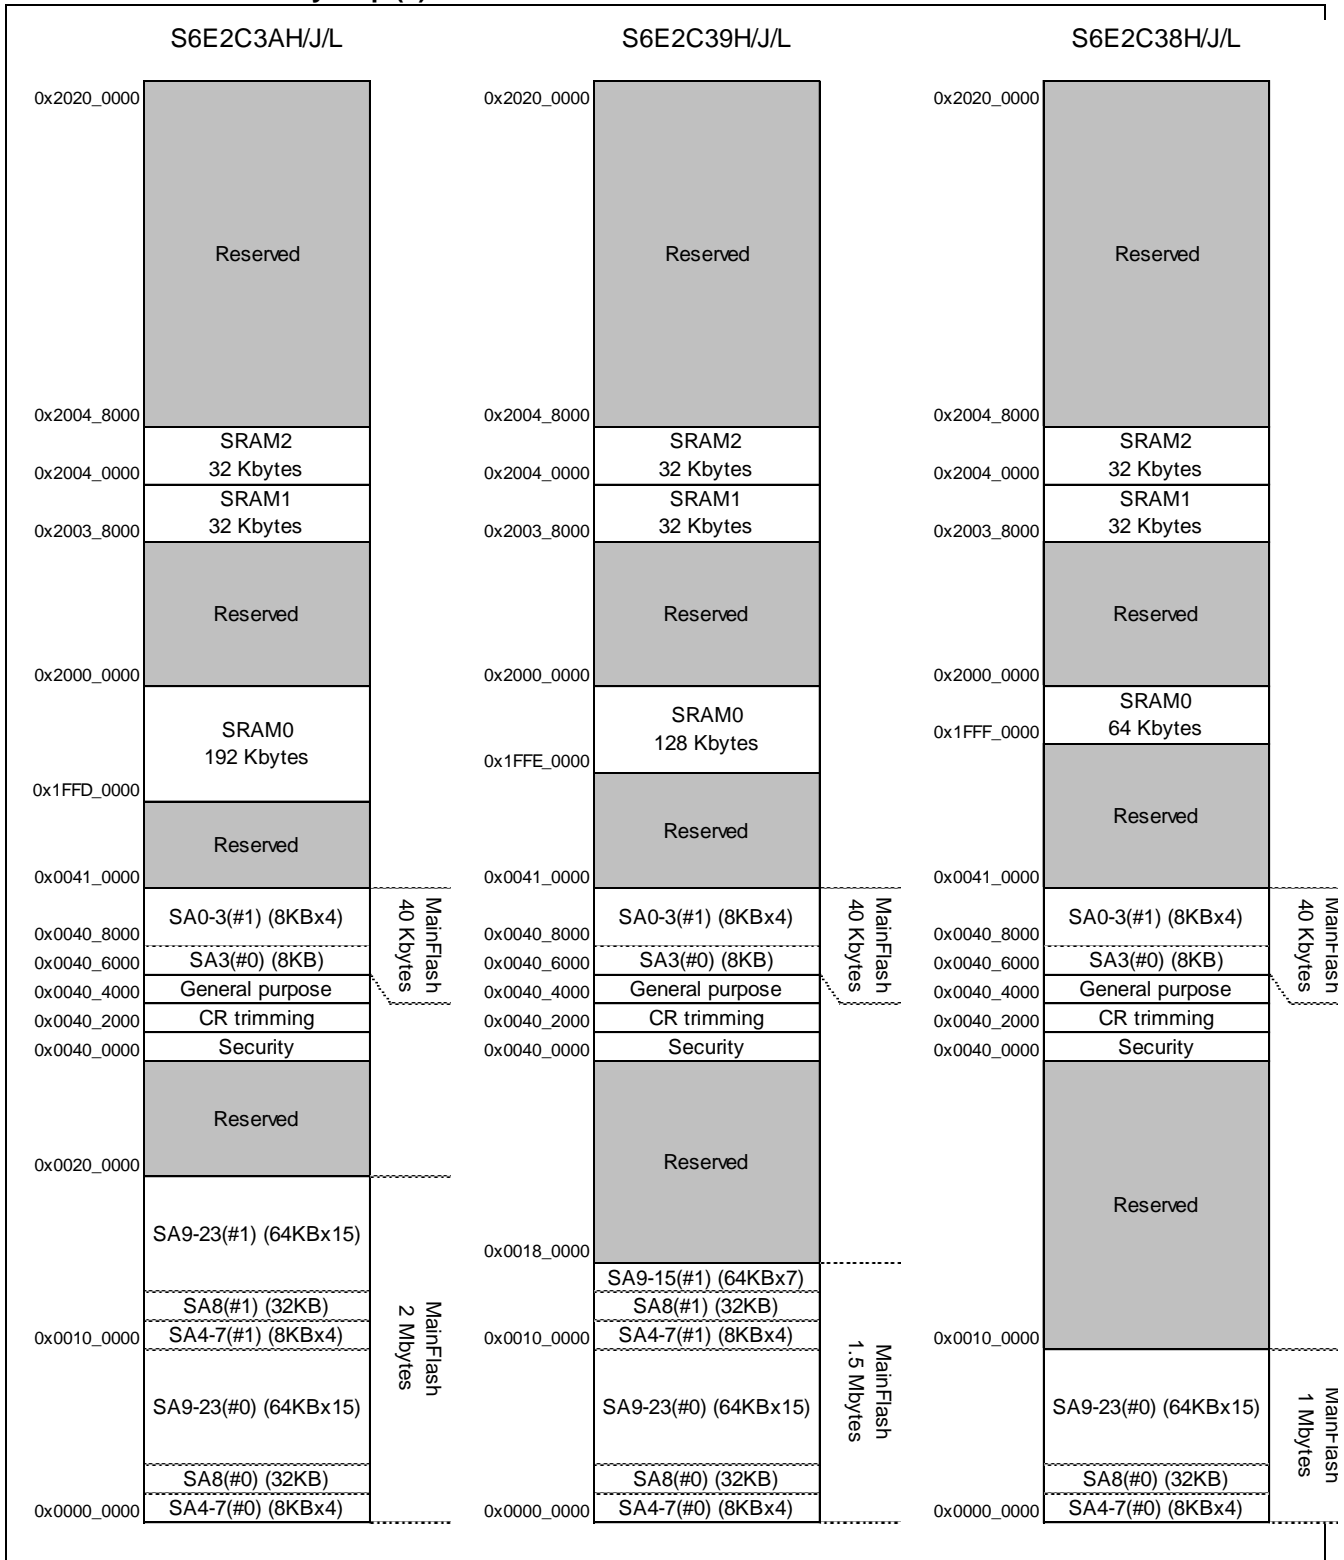 S6E2C3AH/J/L
0x2020_0000
Reserved
0x2004_8000
SRAM2
32 Kbytes
0x2004_0000
SRAM1
32 Kbytes
0x2003_8000
Reserved
0x2000_0000
SRAM0
192 Kbytes
0x1FFD_0000
Reserved
0x0041_0000
SA0-3(#1) (8KBx4)
0x0040_8000
SA3(#0) (8KB)
0x0040_6000
General purpose
0x0040_4000
CR trimming
0x0040_2000
Security
0x0040_0000
MainFlash
40 Kbytes
Reserved
0x0020_0000
SA9-23(#1) (64KBx15)
SA8(#1) (32KB)
SA4-7(#1) (8KBx4)
0x0010_0000
SA9-23(#0) (64KBx15)
SA8(#0) (32KB)
SA4-7(#0) (8KBx4)
0x0000_0000
MainFlash
2 Mbytes
S6E2C39H/J/L
0x2020_0000
Reserved
0x2004_8000
SRAM2
32 Kbytes
0x2004_0000
SRAM1
32 Kbytes
0x2003_8000
Reserved
0x2000_0000
SRAM0
128 Kbytes
0x1FFE_0000
Reserved
0x0041_0000
SA0-3(#1) (8KBx4)
0x0040_8000
SA3(#0) (8KB)
0x0040_6000
General purpose
0x0040_4000
CR trimming
0x0040_2000
Security
0x0040_0000
MainFlash
40 Kbytes
Reserved
0x0018_0000
SA9-15(#1) (64KBx7)
SA8(#1) (32KB)
SA4-7(#1) (8KBx4)
0x0010_0000
SA9-23(#0) (64KBx15)
SA8(#0) (32KB)
SA4-7(#0) (8KBx4)
0x0000_0000
MainFlash
1.5 Mbytes
S6E2C38H/J/L
0x2020_0000
Reserved
0x2004_8000
SRAM2
32 Kbytes
0x2004_0000
SRAM1
32 Kbytes
0x2003_8000
Reserved
0x2000_0000
SRAM0
64 Kbytes
0x1FFF_0000
Reserved
0x0041_0000
SA0-3(#1) (8KBx4)
0x0040_8000
SA3(#0) (8KB)
0x0040_6000
General purpose
0x0040_4000
CR trimming
0x0040_2000
Security
0x0040_0000
MainFlash
40 Kbytes
Reserved
0x0010_0000
SA9-23(#0) (64KBx15)
SA8(#0) (32KB)
SA4-7(#0) (8KBx4)
0x0000_0000
MainFlash
1 Mbytes